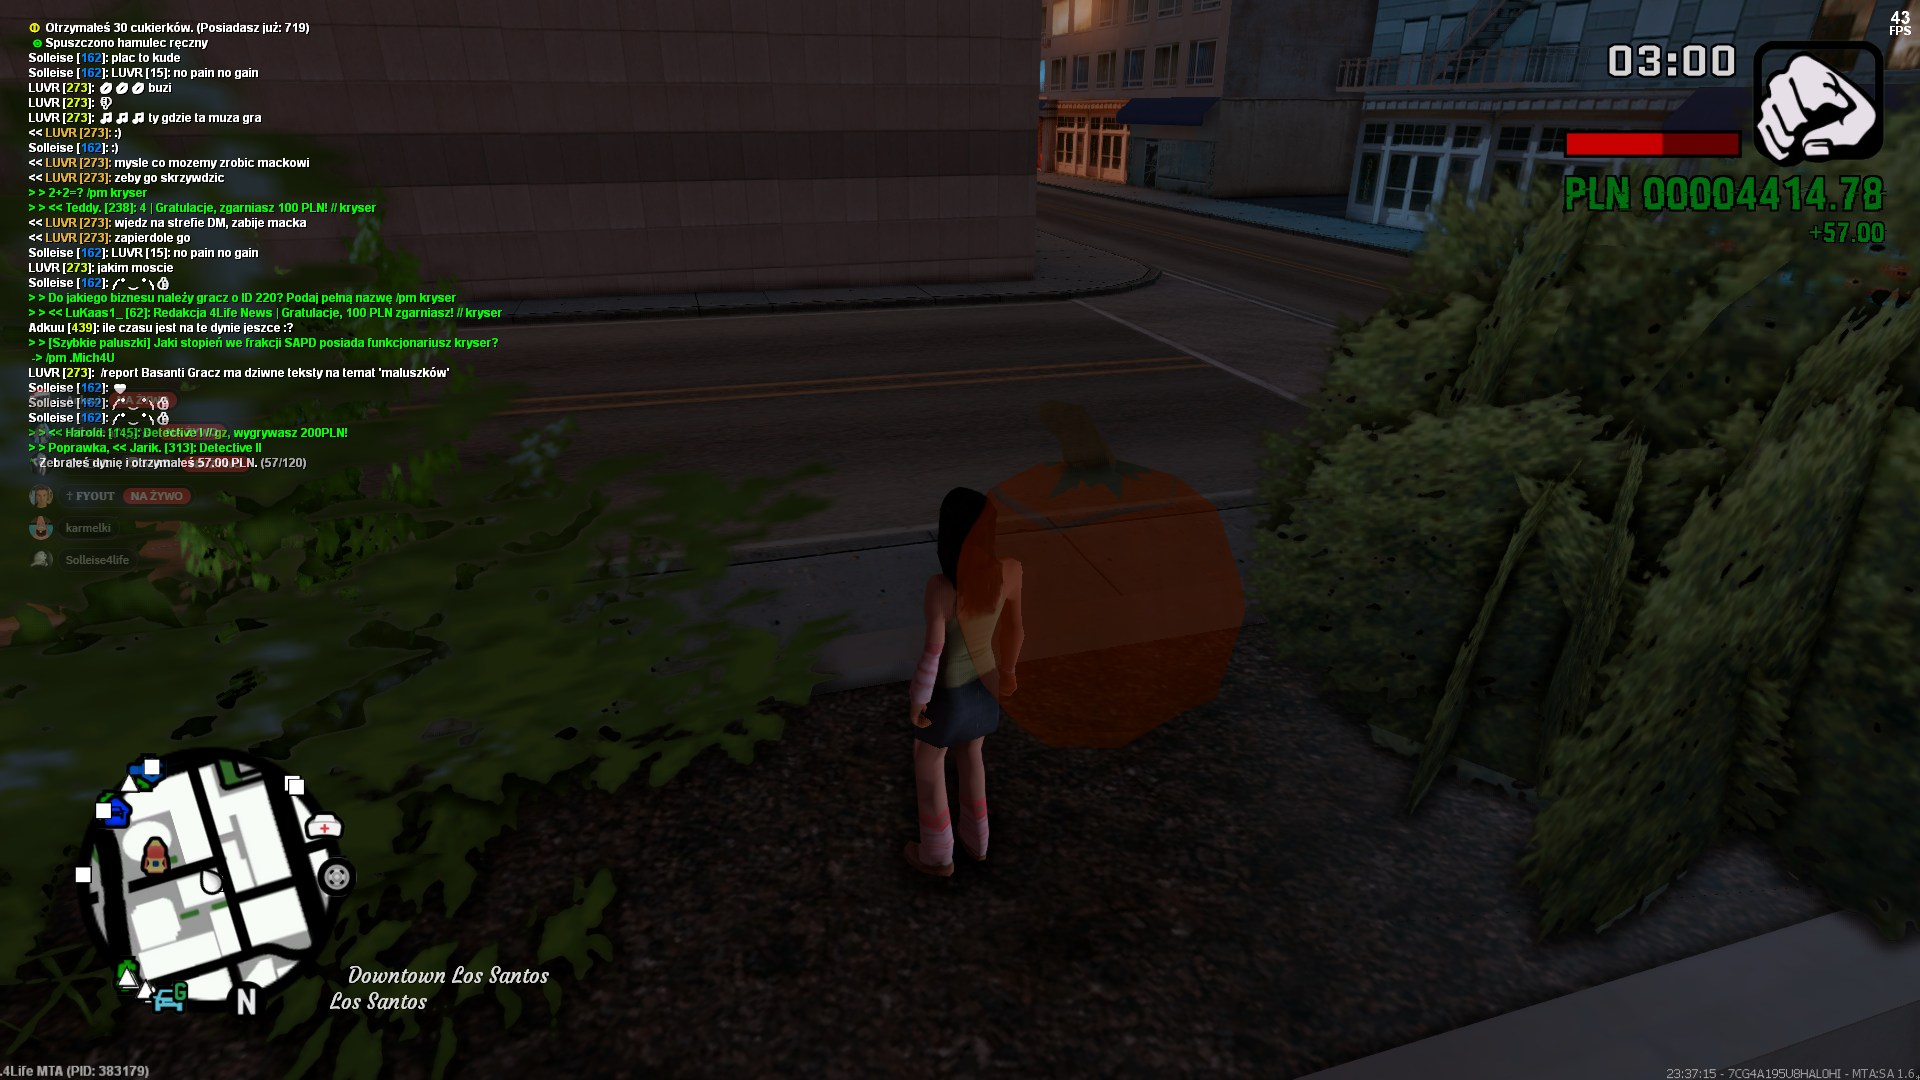 Otrzymałeś 30 cukierków. (Posiadasz już: 719)
Spuszczono hamulec ręczny
Solleise [162]: plac to kude
Solleise [162]: LUVR [15]: no pain no gain
LUVR [273]: buzi
LUVR [273]:
LUVR [273]: ♫ ♫ ♫ ty gdzie ta muza gra
<< LUVR [273]: :)
Solleise [162]: :)
<< LUVR [273]: mysle co mozemy zrobic mackowi
<< LUVR [273]: zeby go skrzywdzic
> > 2+2=? /pm kryser
> > << Teddy. [238]: 4 | Gratulacje, zgarniasz 100 PLN! // kryser
<< LUVR [273]: wjedz na strefie DM, zabije macka
<< LUVR [273]: zapierdole go
Solleise [162]: LUVR [15]: no pain no gain
LUVR [273]: jakim moscie
Solleise [162]:
> > Do jakiego biznesu należy gracz o ID 220? Podaj pełną nazwę /pm kryser
> > << LuKaas1_ [62]: Redakcja 4Life News | Gratulacje, 100 PLN zgarniasz! // kryser
Adkuu [439]: ile czasu jest na te dynie jeszce :?
> > [Szybkie paluszki] Jaki stopień we frakcji SAPD posiada funkcjonariusz kryser?
-> /pm .Mich4U
LUVR [273]: /report Basanti Gracz ma dziwne teksty na temat 'maluszków'
Solleise [162]:
Solleise [162]:
NA ŻYWO
Solleise [162]:
> > << Harold. [145]: Detective I // gz, wygrywasz 200PLN!
> > Poprawka, << Jarik. [313]: Detective II
Zebrałeś dynię i otrzymałeś 57.00 PLN. (57/120)
† FYOUT NA ŻYWO
karmelki
Solleise4life
43
FPS
03:00
PLN 00004414.78
+57.00
G
N
Downtown Los Santos
Los Santos
.4Life MTA (PID: 383179)
23:37:15 - 7CG4A195U8HAL0HI - MTA:SA 1.6.